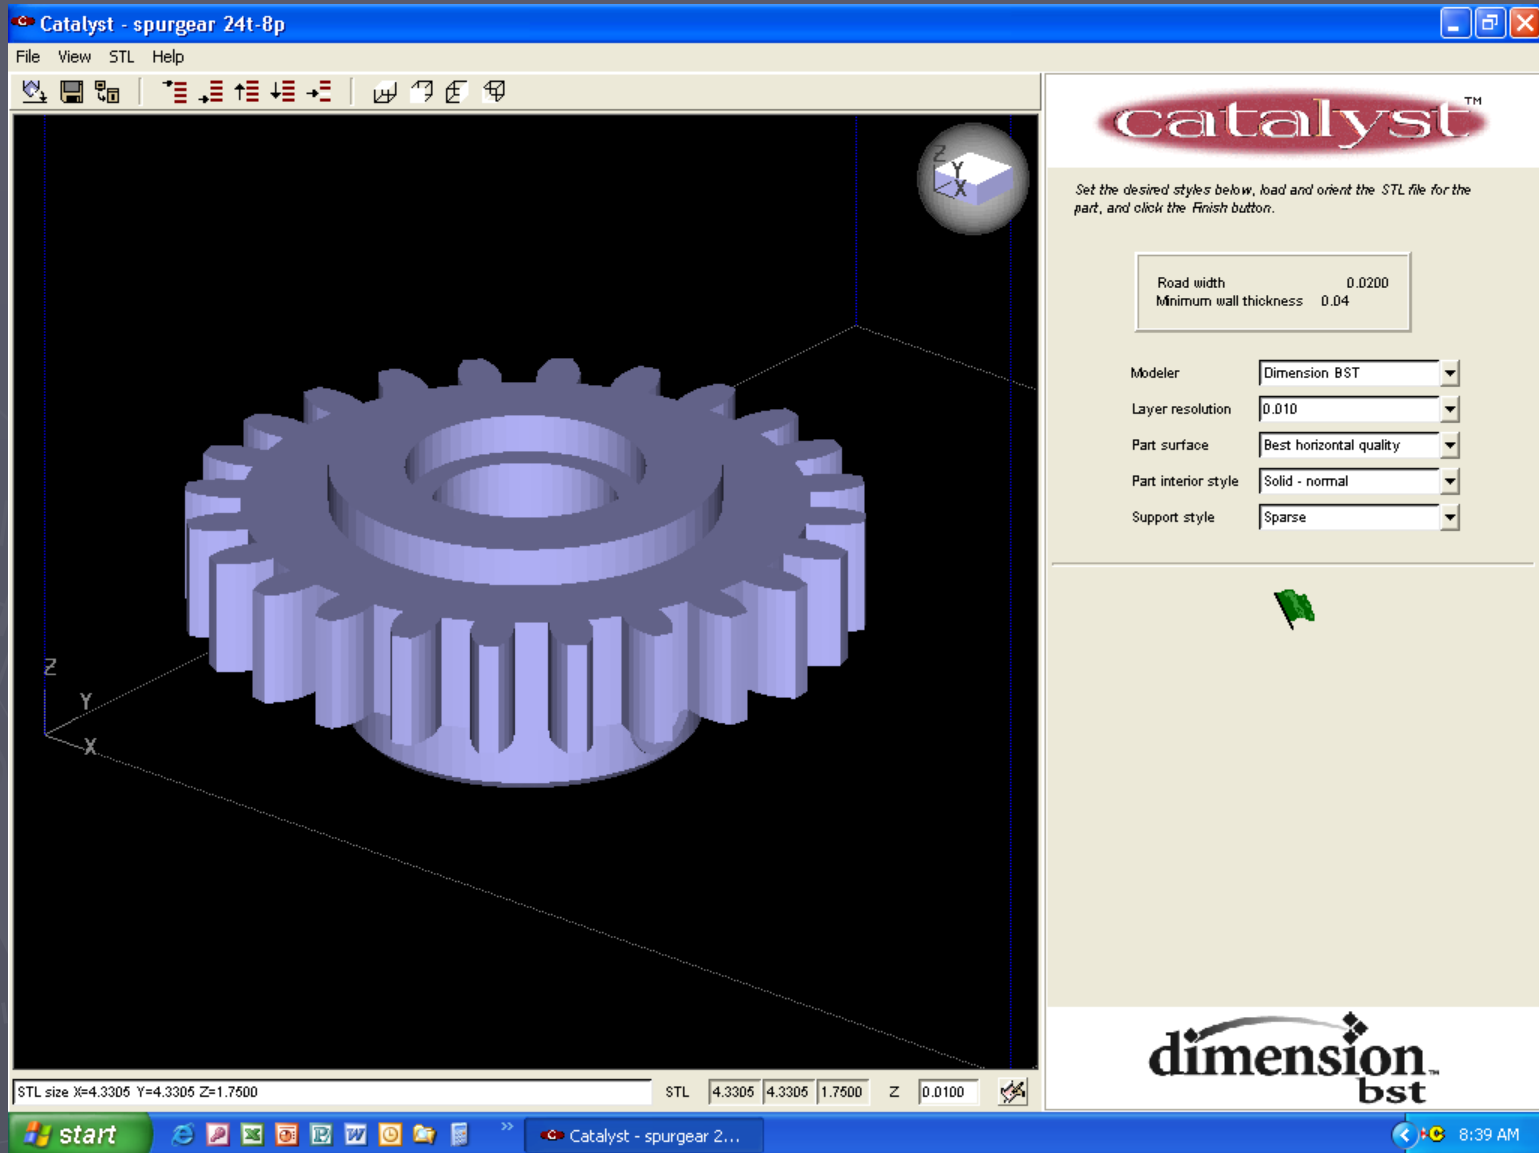 Catalyst - spurgear 24t-8p
File View STL Help
catalyst™
Set the desired styles below, load and orient the STL file for the
part, and click the Finish button.
Road width 0.0200
Minimum wall thickness 0.04
Modeler Dimension BST
Layer resolution 0.010
Part surface Best horizontal quality
Part interior style Solid - normal
Support style Sparse
Z
Y
X
Z
Y
X
dimension™
bst
STL size X=4.3305 Y=4.3305 Z=1.7500 STL 4.3305 4.3305 1.7500 Z 0.0100
start Catalyst - spurgear 2... 8:39 AM